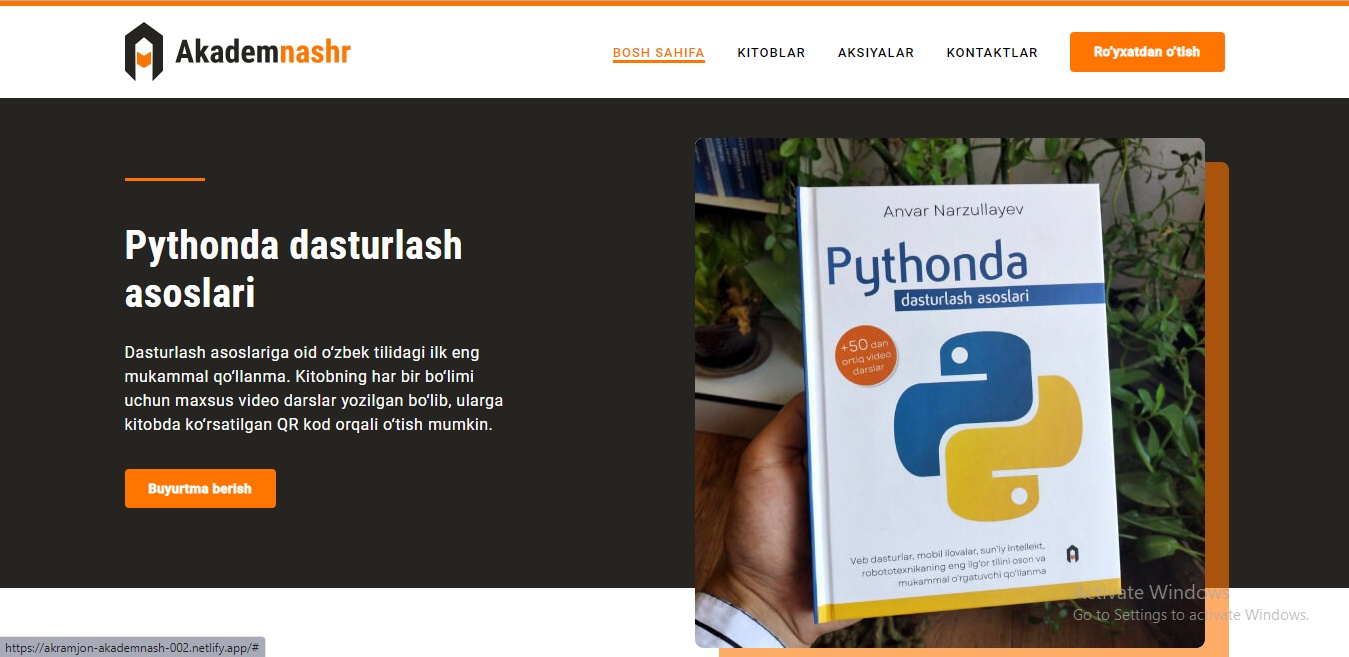 Akademnashr
BOSH SAHIFA
KITOBLAR
AKSIYALAR
KONTAKTLAR
Ro'yxatdan o'tish
Pythonda dasturlash
asoslari
Dasturlash asoslariga oid o‘zbek tilidagi ilk eng
mukammal qo‘llanma. Kitobning har bir bo‘limi
uchun maxsus video darslar yozilgan bo‘lib, ularga
kitobda ko‘rsatilgan QR kod orqali o‘tish mumkin.
Buyurtma berish
Anvar Narzullayev
Pythonda
dasturlash asoslari
+50 dan
ortiq video
darslar
Veb dasturlar, mobil ilovalar, sun'iy intellekt,
robototexnikaning eng ilg'or tilini oson va
mukammal o'rgatuvchi qo'llanma
Activate Windows
Go to Settings to activate Windows.
https://akramjon-akademnash-002.netlify.app/#